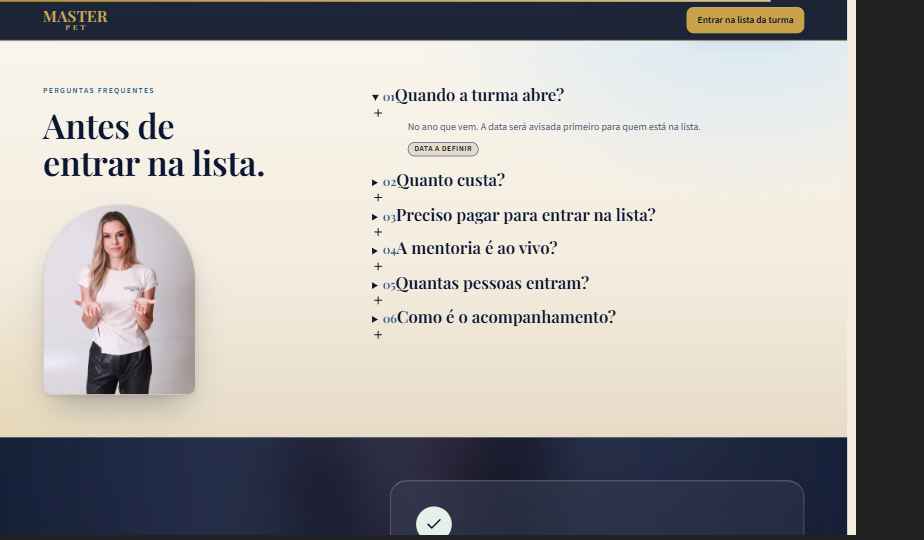 MASTER
PET
Entrar na lista da turma
PERGUNTAS FREQUENTES
Antes de
entrar na lista.
01Quando a turma abre?
+
No ano que vem. A data será avisada primeiro para quem está na lista.
DATA A DEFINIR
02Quanto custa?
+
03Preciso pagar para entrar na lista?
+
04A mentoria é ao vivo?
+
05Quantas pessoas entram?
+
06Como é o acompanhamento?
+